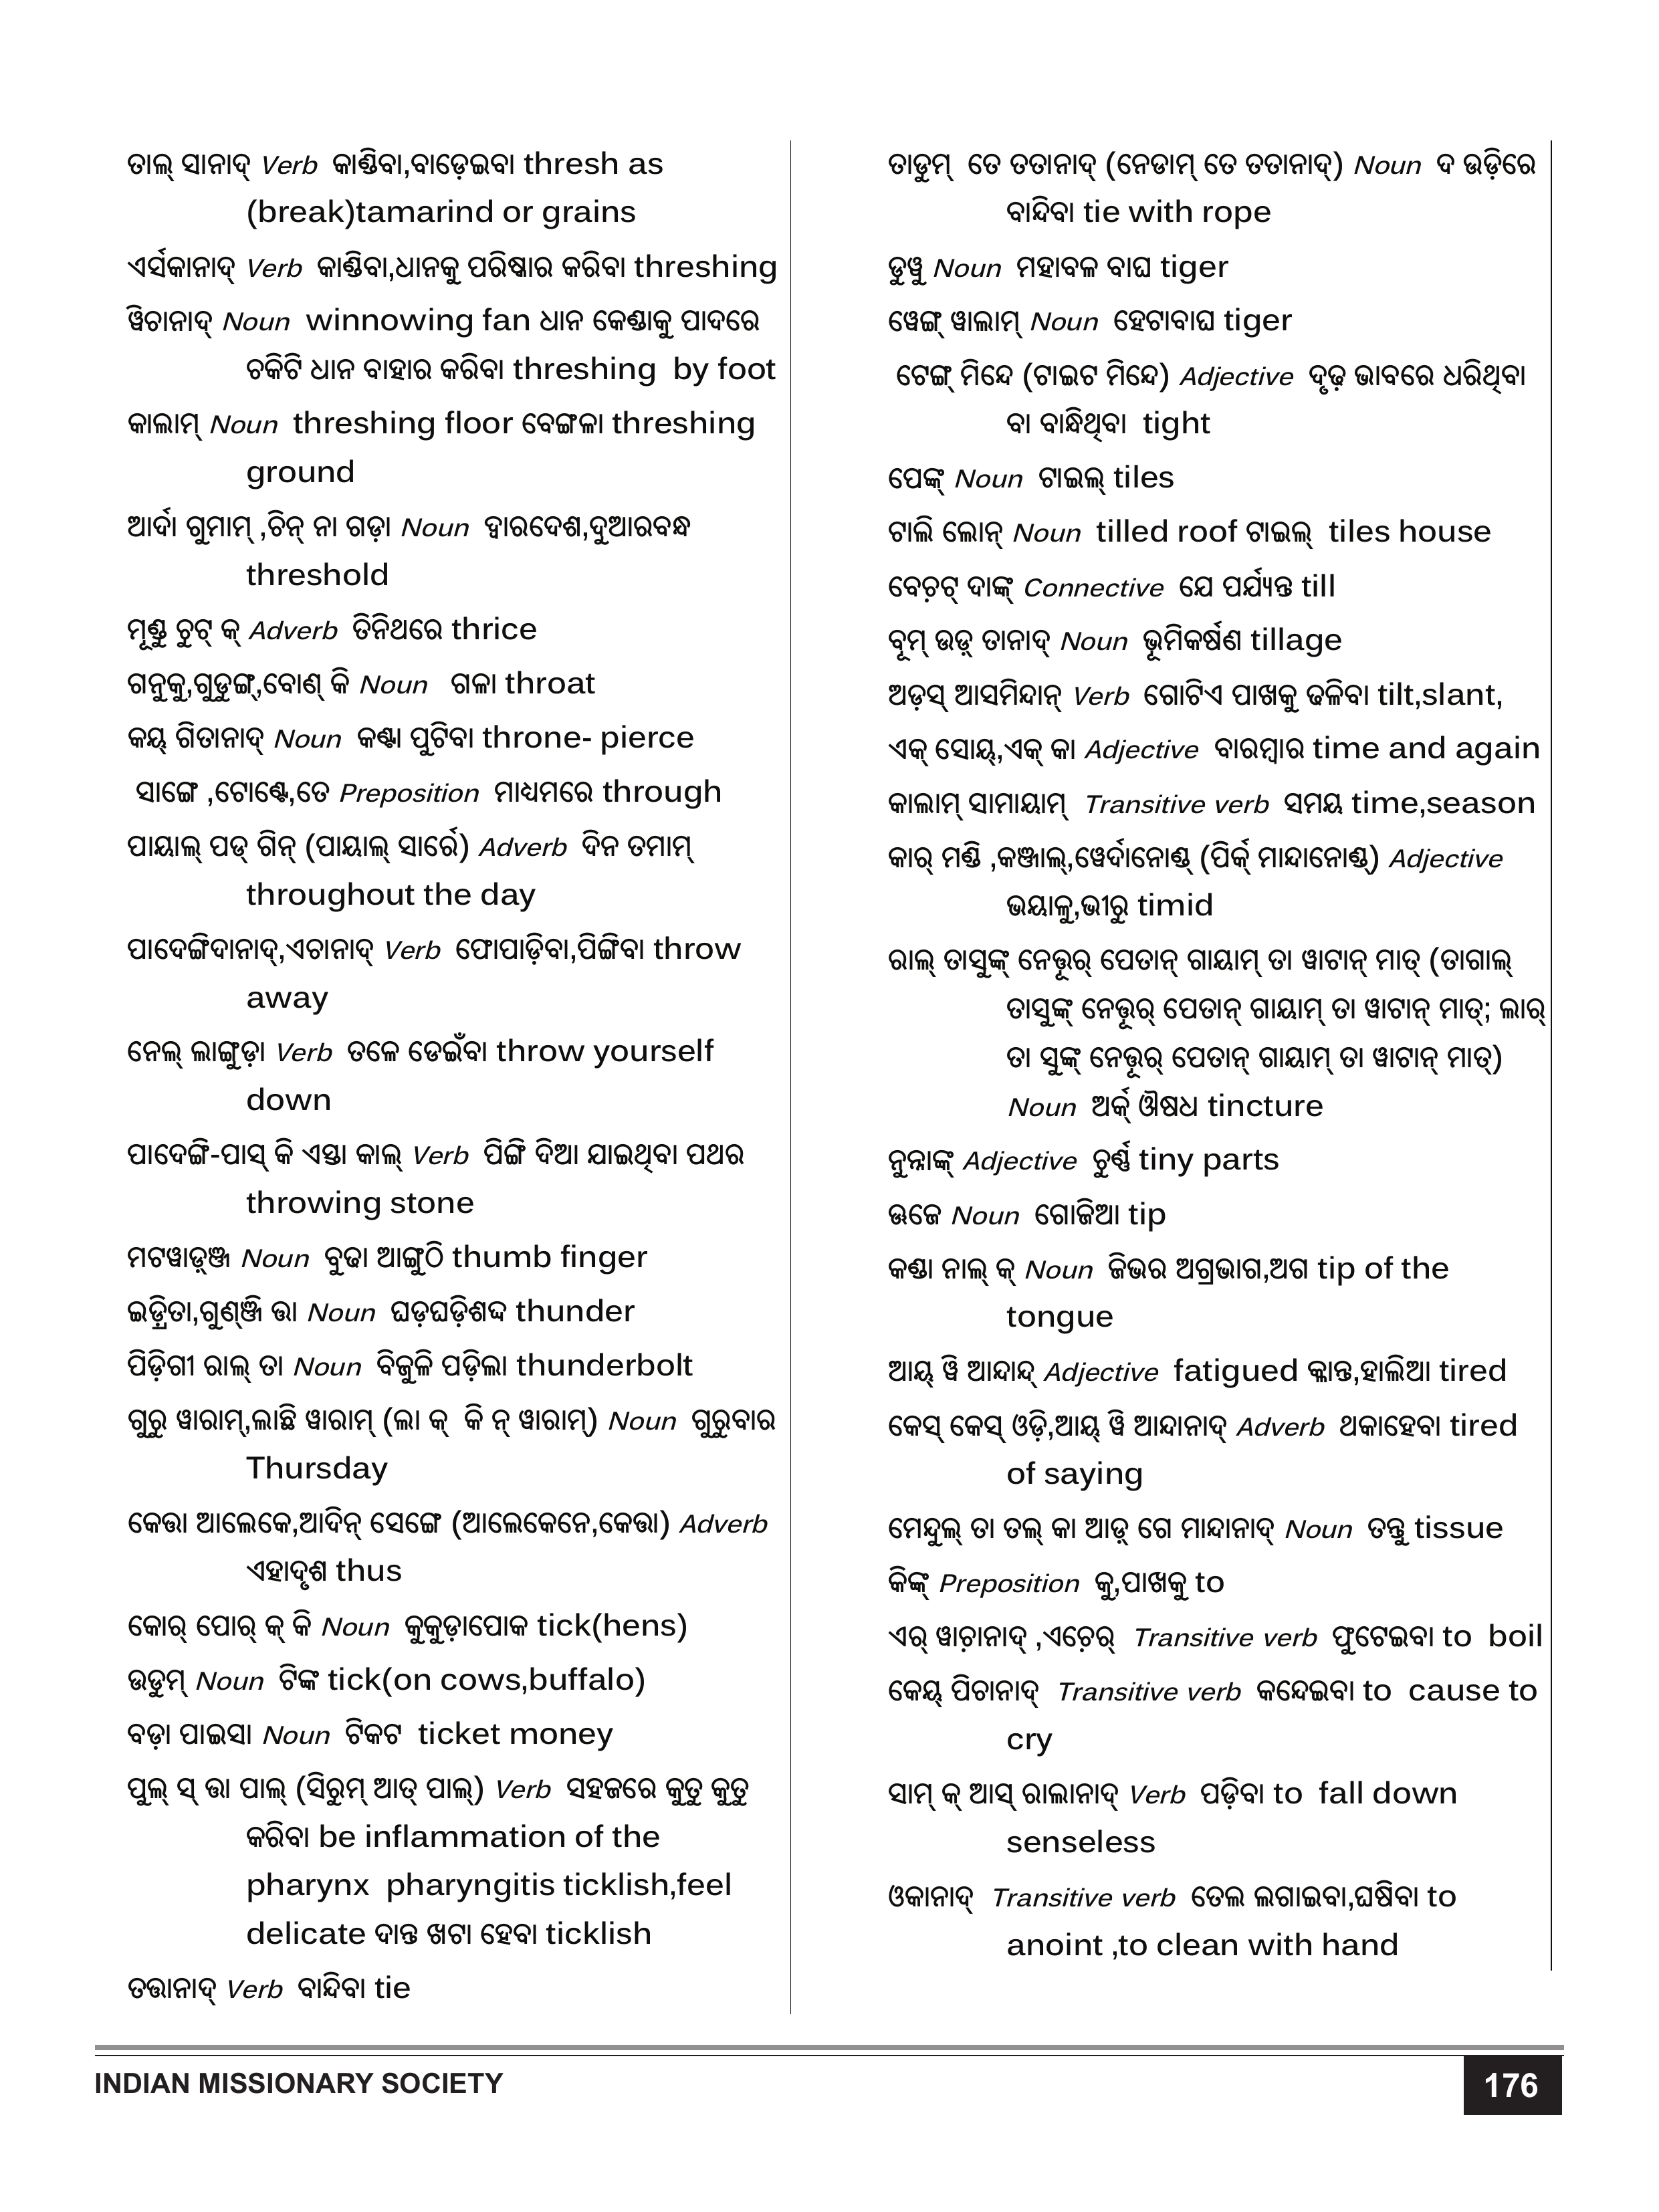 ତାଲ୍ ସାନାଦ୍ Verb କାଣ୍ଡିବା,ବାଡ଼େଇବା thresh as
(break)tamarind or grains
ଏର୍ସକାନାଦ୍ Verb କାଣ୍ଡିବା,ଧାନକୁ ପରିଷ୍କାର କରିବା threshing
ୱିଚାନାଦ୍ Noun winnowing fan ଧାନ କେଣ୍ଡାକୁ ପାଦରେ
ଚକିଟି ଧାନ ବାହାର କରିବା threshing by foot
କାଲାମ୍ Noun threshing floor ବେଙ୍ଗଳା threshing
ground
ଆର୍ଦା ଗୁମାମ୍ ,ଚିନ୍ ନା ଗଡ଼ା Noun ଦ୍ୱାରଦେଶ,ଦୁଆରବନ୍ଧ
threshold
ମୂଣ୍ଡୁ ଚୁଟ୍ କ୍ Adverb ତିନିଥରେ thrice
ଗନୁକୁ,ଗୁଡୁଙ୍ଗ୍,ବୋଣ୍ କି Noun ଗଳା throat
କୟ୍ ଗିତାନାଦ୍ Noun କଣ୍ଟା ପୁଟିବା throne- pierce
ସାଙ୍ଗେ ,ଟୋଣ୍ଟେ,ତେ Preposition ମାଧ୍ୟମରେ through
ପାୟାଲ୍ ପଡ୍ ଗିନ୍ (ପାୟାଲ୍ ସାର୍ରେ) Adverb ଦିନ ତମାମ୍
throughout the day
ପାଦେଙ୍ଗିଦାନାଦ୍,ଏଚାନାଦ୍ Verb ଫୋପାଡ଼ିବା,ପିଙ୍ଗିବା throw
away
ନେଲ୍ ଲାଙ୍ଗୁଡ଼ା Verb ତଳେ ଡେଇଁବା throw yourself
down
ପାଦେଙ୍ଗି-ପାସ୍ କି ଏସ୍ତା କାଲ୍ Verb ପିଙ୍ଗି ଦିଆ ଯାଇଥିବା ପଥର
throwing stone
ମଟୱାଡ଼୍ଞ୍ଜ Noun ବୁଢା ଆଙ୍ଗୁଠି thumb finger
ଇଡ଼୍ରିତା,ଗୁଣ୍ଞ୍ଜି ତ୍ତା Noun ଘଡ଼ଘଡ଼ିଶବ୍ଦ thunder
ପିଡ଼ିଗୀ ରାଲ୍ ତା Noun ବିଜୁଳି ପଡ଼ିଲା thunderbolt
ଗୁରୁ ୱାରାମ୍,ଲାଛି ୱାରାମ୍ (ଲା କ୍ କି ନ୍ ୱାରାମ୍) Noun ଗୁରୁବାର
Thursday
କେତ୍ତା ଆଲେକେ,ଆଦିନ୍ ସେଙ୍ଗେ (ଆଲେକେନେ,କେତ୍ତା) Adverb
ଏହାଦୃଶ thus
କୋର୍ ପୋର୍ କ୍ କି Noun କୁକୁଡ଼ାପୋକ tick(hens)
ଉଡୁମ୍ Noun ଟିଙ୍କ tick(on cows,buffalo)
ବଡ଼ା ପାଇସା Noun ଟିକଟ ticket money
ପୁଲ୍ ସ୍ ତ୍ତା ପାଲ୍ (ସିରୁମ୍ ଆତ୍ ପାଲ୍) Verb ସହଜରେ କୁତୁ କୁତୁ
କରିବା be inflammation of the
pharynx pharyngitis ticklish,feel
delicate ଦାନ୍ତ ଖଟା ହେବା ticklish
ତତ୍ତାନାଦ୍ Verb ବାନ୍ଦିବା tie
ତାଡୁମ୍ ତେ ତତାନାଦ୍ (ନେଡାମ୍ ତେ ତତାନାଦ୍) Noun ଦ ଉଡ଼ିରେ
ବାନ୍ଦିବା tie with rope
ଡୁୱୁ Noun ମହାବଳ ବାଘ tiger
ୱେଙ୍ଗ୍ ୱାଲାମ୍ Noun ହେଟାବାଘ tiger
ଟେଙ୍ଗ୍ ମିନ୍ଦେ (ଟାଇଟ ମିନ୍ଦେ) Adjective ଦୃଢ଼ ଭାବରେ ଧରିଥିବା
ବା ବାନ୍ଧିଥିବା tight
ପେଙ୍କ୍ Noun ଟାଇଲ୍ tiles
ଟାଲି ଲୋନ୍ Noun tilled roof ଟାଇଲ୍ tiles house
ବେଚ଼ଟ୍ ଦାଙ୍କ୍ Connective ଯେ ପର୍ଯ୍ୟନ୍ତ till
ବୂମ୍ ଉଡ଼୍ ତାନାଦ୍ Noun ଭୂମିକର୍ଷଣ tillage
ଅଡ଼ସ୍ ଆସମିନ୍ଦାନ୍ Verb ଗୋଟିଏ ପାଖକୁ ଢଳିବା tilt,slant,
ଏକ୍ ସୋୟ୍,ଏକ୍ କା Adjective ବାରମ୍ବାର time and again
କାଲାମ୍ ସାମାୟାମ୍ Transitive verb ସମୟ time,season
କାର୍ ମଣ୍ଡି ,କଞ୍ଜାଲ୍,ୱେର୍ଦାନୋଣ୍ଡ୍ (ପିର୍କ୍ ମାନ୍ଦାନୋଣ୍ଡ୍) Adjective
ଭୟାଳୁ,ଭୀରୁ timid
ରାଲ୍ ତାସୁଙ୍କ୍ ନେତ୍ତୂର୍ ପେତାନ୍ ଗାୟାମ୍ ତା ୱାଟାନ୍ ମାତ୍ (ତାଗାଲ୍
ତାସୁଙ୍କ୍ ନେତ୍ତୂର୍ ପେତାନ୍ ଗାୟାମ୍ ତା ୱାଟାନ୍ ମାତ୍; ଲାର୍
ତା ସୁଙ୍କ୍ ନେତ୍ତୂର୍ ପେତାନ୍ ଗାୟାମ୍ ତା ୱାଟାନ୍ ମାତ୍)
Noun ଅର୍କ୍ ଔଷଧ tincture
ନୁନ୍ନାଙ୍କ୍ Adjective ଚୁର୍ଣ୍ଣ tiny parts
ଊଜେ Noun ଗୋଜିଆ tip
କଣ୍ଡା ନାଲ୍ କ୍ Noun ଜିଭର ଅଗ୍ରଭାଗ,ଅଗ tip of the
tongue
ଆୟ୍ ୱି ଆନ୍ଦାନ୍ଦ୍ Adjective fatigued କ୍ଳାନ୍ତ,ହାଲିଆ tired
କେସ୍ କେସ୍ ଓଡ଼ି,ଆୟ୍ ୱି ଆନ୍ଦାନାଦ୍ Adverb ଥକାହେବା tired
of saying
ମେନ୍ଦୁଲ୍ ତା ତଲ୍ କା ଆଡ଼୍ ଗେ ମାନ୍ଦାନାଦ୍ Noun ତନ୍ତୁ tissue
କିଙ୍କ୍ Preposition କୁ,ପାଖକୁ to
ଏର୍ ୱାଚ଼ାନାଦ୍ ,ଏଚ଼େର୍ Transitive verb ଫୁଟେଇବା to boil
କେୟ୍ ପିଚାନାଦ୍ Transitive verb କନ୍ଦେଇବା to cause to
cry
ସାମ୍ କ୍ ଆସ୍ ରାଲାନାଦ୍ Verb ପଡ଼ିବା to fall down
senseless
ଓକାନାଦ୍ Transitive verb ତେଲ ଲଗାଇବା,ଘଷିବା to
anoint ,to clean with hand
INDIAN MISSIONARY SOCIETY
176